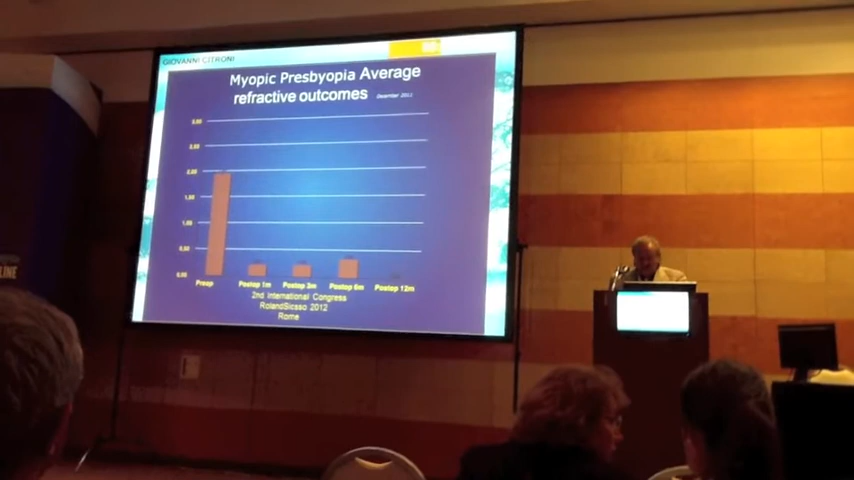 GIOVANNI CITRONI
Myopic Presbyopia Average
refractive outcomes
December 2011
3,00
2,50
2,00
1,50
1,00
0,50
0,00
Preop
Postop 1m
Postop 3m
Postop 6m
Postop 12m
2nd International Congress
RolandSicsso 2012
Rome
LINE